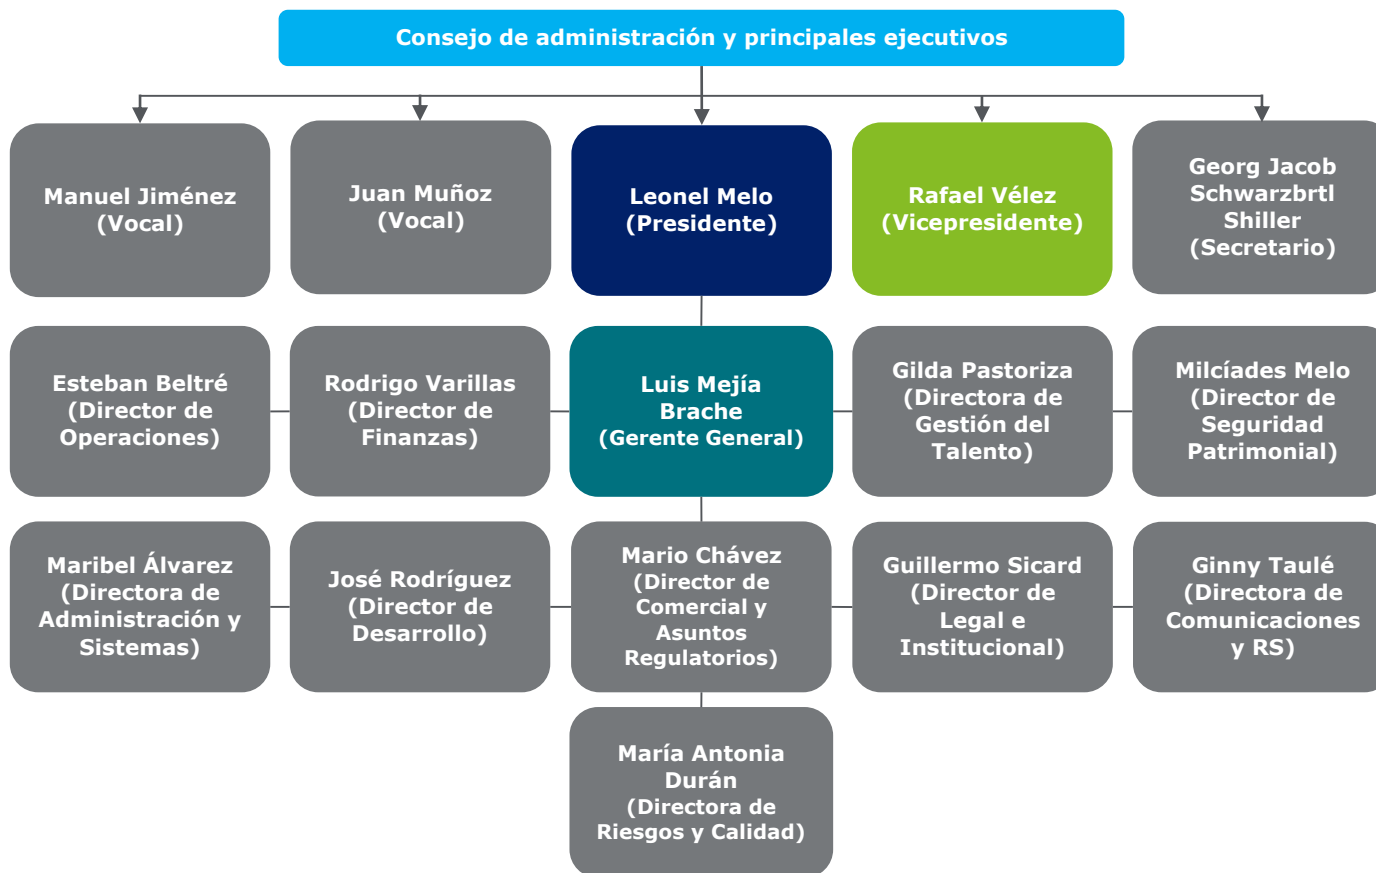 Consejo de administración y principales ejecutivos
Manuel Jiménez
(Vocal)
Juan Muñoz
(Vocal)
Leonel Melo
(Presidente)
Rafael Vélez
(Vicepresidente)
Georg Jacob
Schwarzbrtl
Shiller
(Secretario)
Esteban Beltré
(Director de
Operaciones)
Rodrigo Varillas
(Director de
Finanzas)
Luis Mejía
Brache
(Gerente General)
Gilda Pastoriza
(Directora de
Gestión del
Talento)
Milcíades Melo
(Director de
Seguridad
Patrimonial)
Maribel Álvarez
(Directora de
Administración y
Sistemas)
José Rodríguez
(Director de
Desarrollo)
Mario Chávez
(Director de
Comercial y
Asuntos
Regulatorios)
Guillermo Sicard
(Director de
Legal e
Institucional)
Ginny Taulé
(Directora de
Comunicaciones
y RS)
María Antonia
Durán
(Directora de
Riesgos y Calidad)